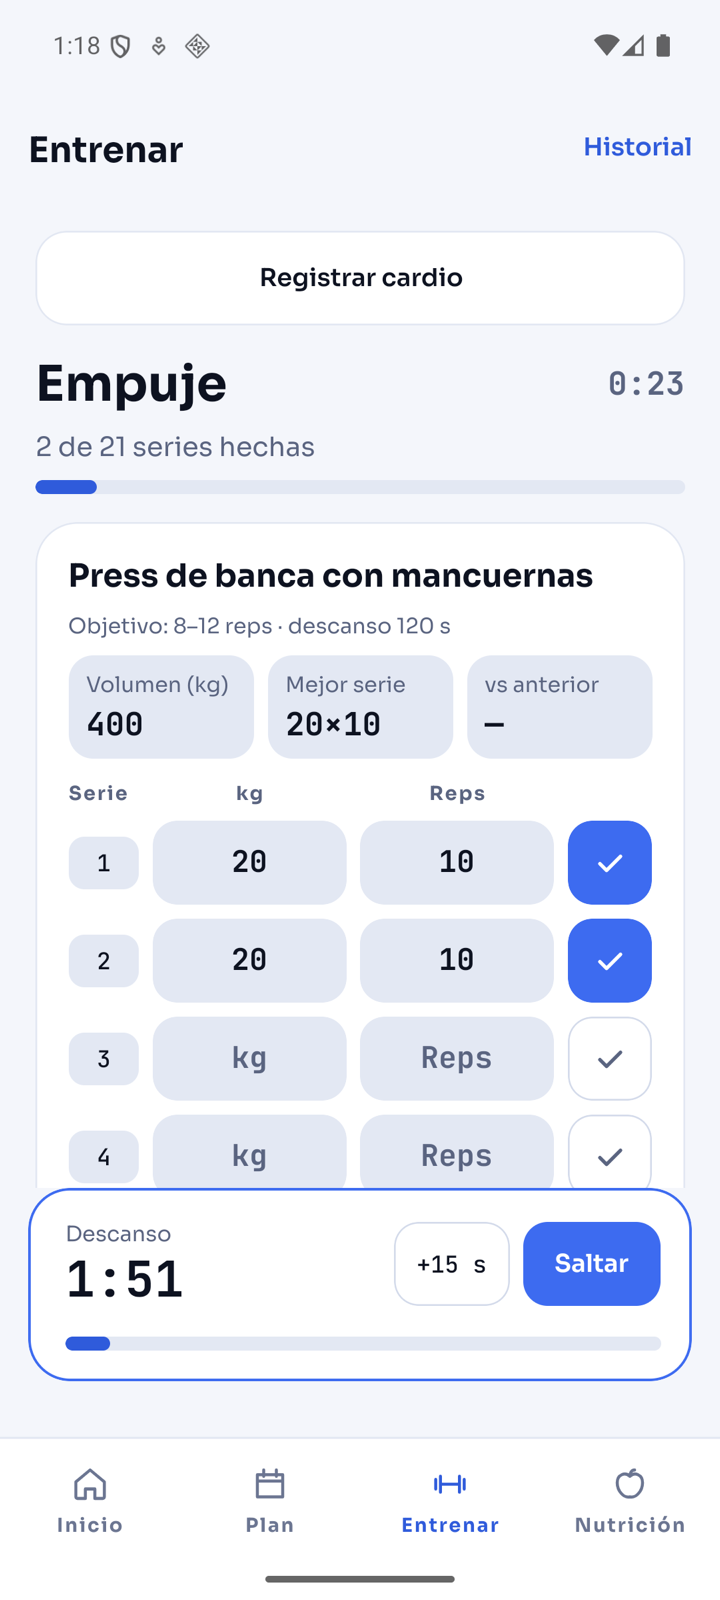 1:18
Entrenar
Historial
Registrar cardio
Empuje
0:23
2 de 21 series hechas
Press de banca con mancuernas
Objetivo: 8–12 reps · descanso 120 s
Volumen (kg)
400
Mejor serie
20×10
vs anterior
—
Serie kg Reps
1 20 10
2 20 10
3 kg Reps
4 kg Reps
Descanso
1:51
+15 s
Saltar
Inicio Plan Entrenar Nutrición